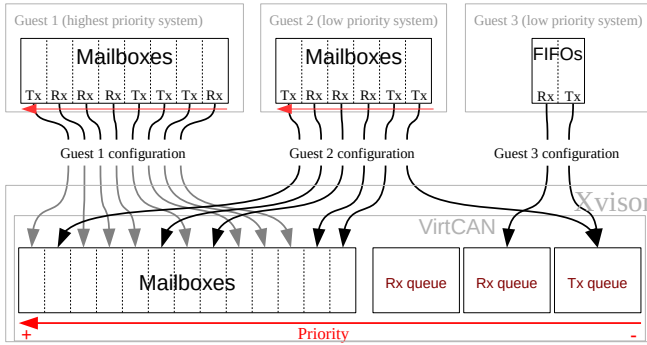 Guest 1 (highest priority system)
Guest 2 (low priority system)
Guest 3 (low priority system)
Mailboxes
Mailboxes
FIFOs
Tx Rx Rx Rx Tx Tx Tx Rx
Tx Rx Rx Rx Tx Tx
Rx Tx
Guest 1 configuration
Guest 2 configuration
Guest 3 configuration
Xvisor
VirtCAN
Mailboxes
Rx queue
Rx queue
Tx queue
+
Priority
-